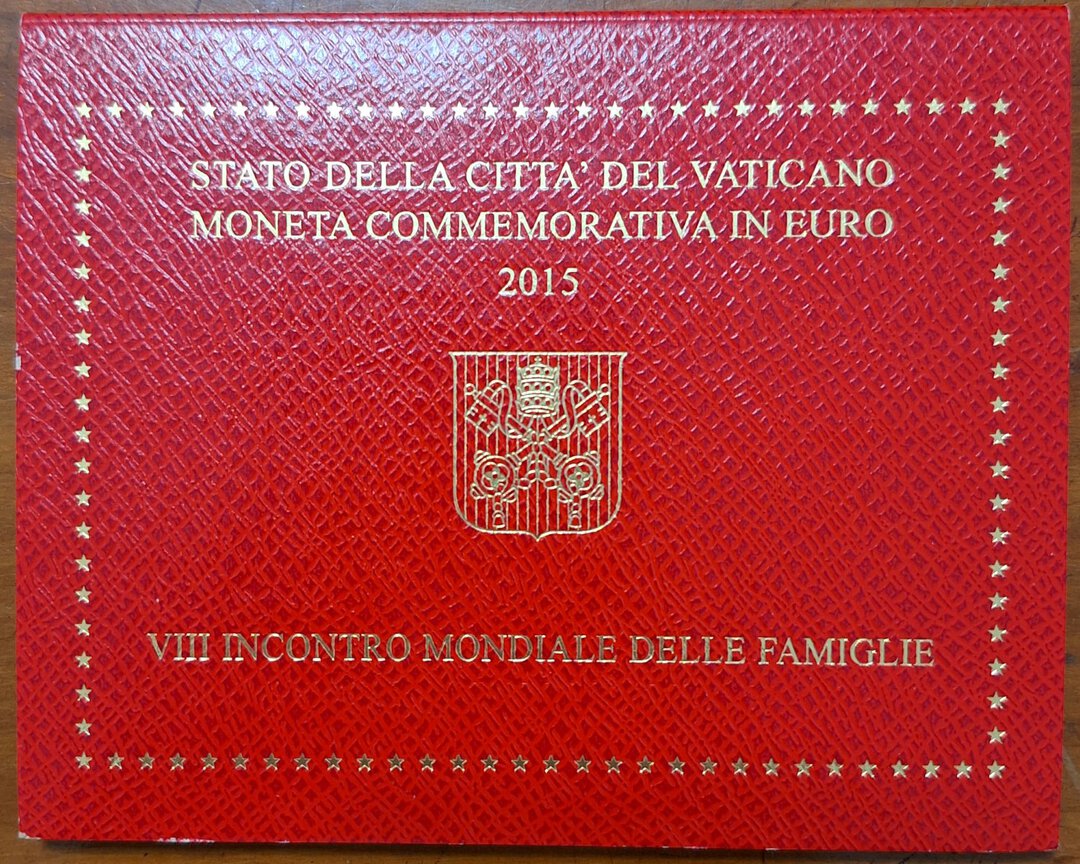 STATO DELLA CITTA' DEL VATICANO
MONETA COMMEMORATIVA IN EURO
2015
VIII INCONTRO MONDIALE DELLE FAMIGLIE